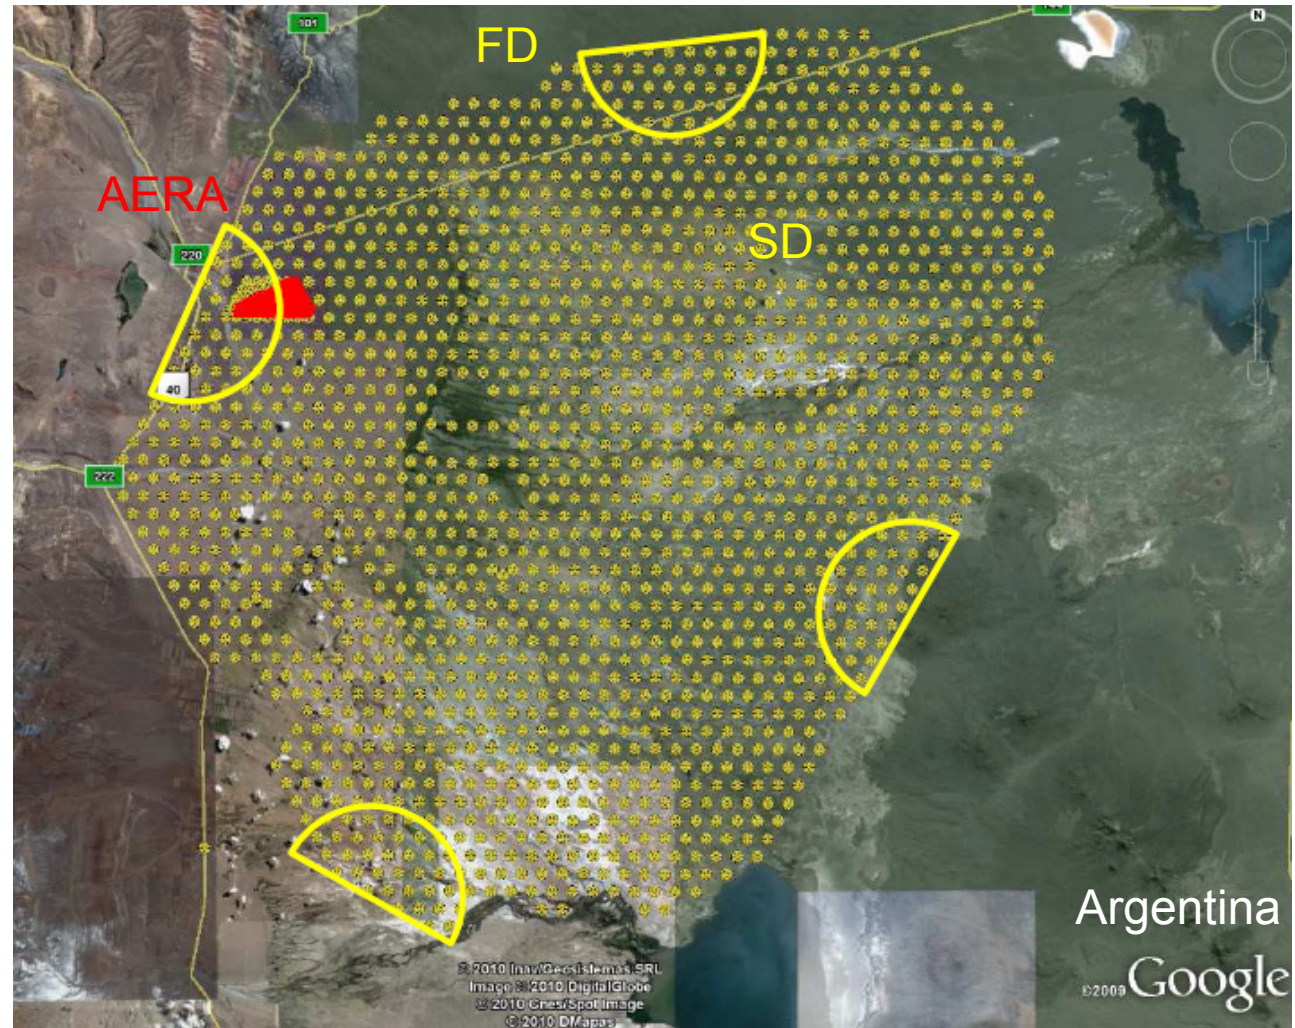 101
FD
N
AERA
SD
220
40
222
Argentina
© 2010 Inav/Geosistemas SRL
Image © 2010 DigitalGlobe
© 2010 Cnes/Spot Image
© 2010 DMapas
©2009 Google